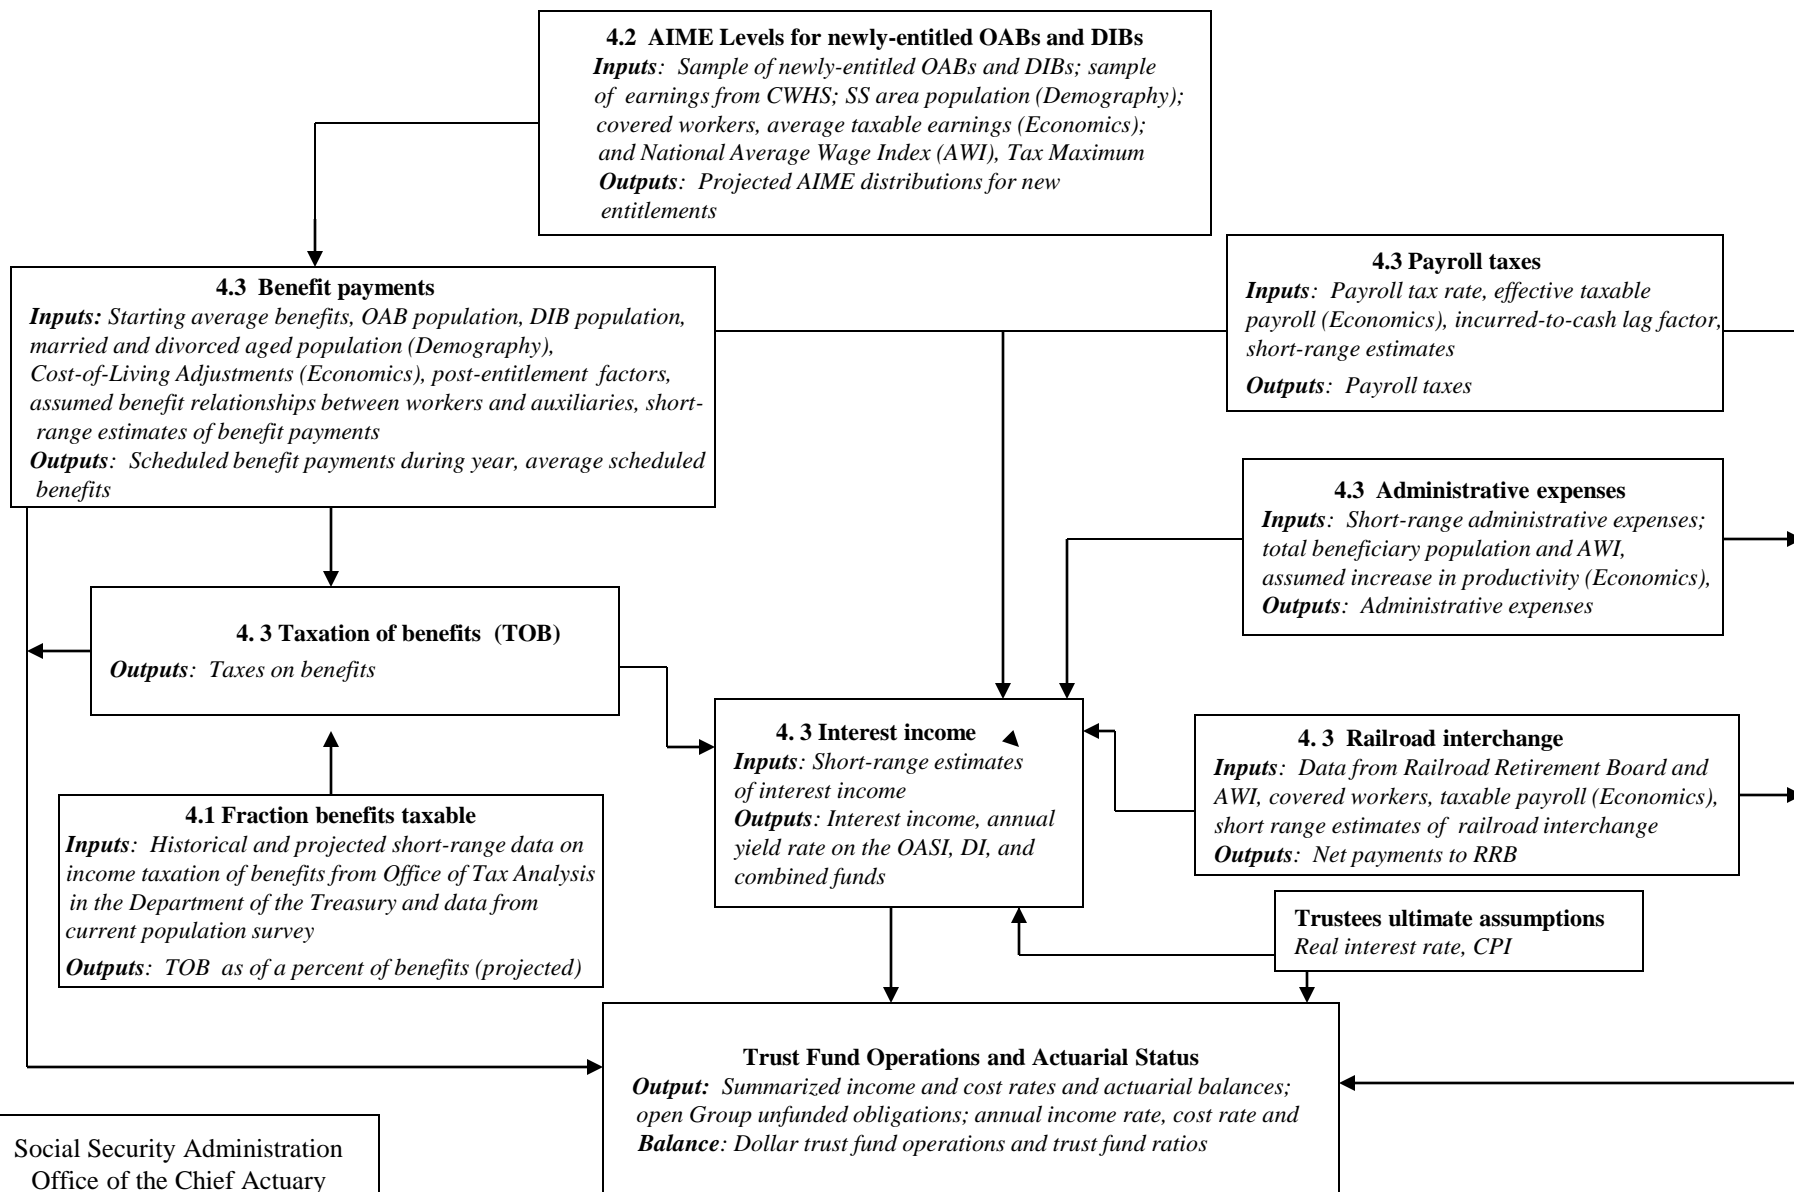 4.2 AIME Levels for newly-entitled OABs and DIBs
Inputs: Sample of newly-entitled OABs and DIBs; sample
of earnings from CWHS; SS area population (Demography);
covered workers, average taxable earnings (Economics);
and National Average Wage Index (AWI), Tax Maximum
Outputs: Projected AIME distributions for new
entitlements
4.3 Benefit payments
Inputs: Starting average benefits, OAB population, DIB population,
married and divorced aged population (Demography),
Cost-of-Living Adjustments (Economics), post-entitlement factors,
assumed benefit relationships between workers and auxiliaries, short-
range estimates of benefit payments
Outputs: Scheduled benefit payments during year, average scheduled
benefits
4.3 Payroll taxes
Inputs: Payroll tax rate, effective taxable
payroll (Economics), incurred-to-cash lag factor,
short-range estimates
Outputs: Payroll taxes
4.3 Administrative expenses
Inputs: Short-range administrative expenses;
total beneficiary population and AWI,
assumed increase in productivity (Economics),
Outputs: Administrative expenses
4. 3 Taxation of benefits (TOB)
Outputs: Taxes on benefits
4. 3 Interest income
Inputs: Short-range estimates
of interest income
Outputs: Interest income, annual
yield rate on the OASI, DI, and
combined funds
4. 3 Railroad interchange
Inputs: Data from Railroad Retirement Board and
AWI, covered workers, taxable payroll (Economics),
short range estimates of railroad interchange
Outputs: Net payments to RRB
4.1 Fraction benefits taxable
Inputs: Historical and projected short-range data on
income taxation of benefits from Office of Tax Analysis
in the Department of the Treasury and data from
current population survey
Outputs: TOB as of a percent of benefits (projected)
Trustees ultimate assumptions
Real interest rate, CPI
Trust Fund Operations and Actuarial Status
Output: Summarized income and cost rates and actuarial balances;
open Group unfunded obligations; annual income rate, cost rate and
Balance: Dollar trust fund operations and trust fund ratios
Social Security Administration
Office of the Chief Actuary